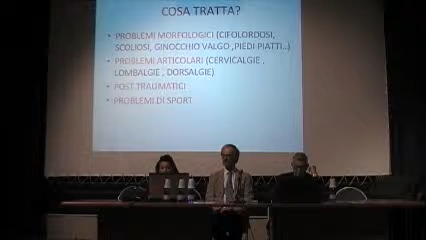 COSA TRATTA?
• PROBLEMI MORFOLOGICI (CIFOLORDOSI,
SCOLIOSI, GINOCCHIO VALGO ,PIEDI PIATTI..)
• PROBLEMI ARTICOLARI (CERVICALGIE ,
LOMBALGIE , DORSALGIE)
• POST TRAUMATICI
• PROBLEMI DI SPORT